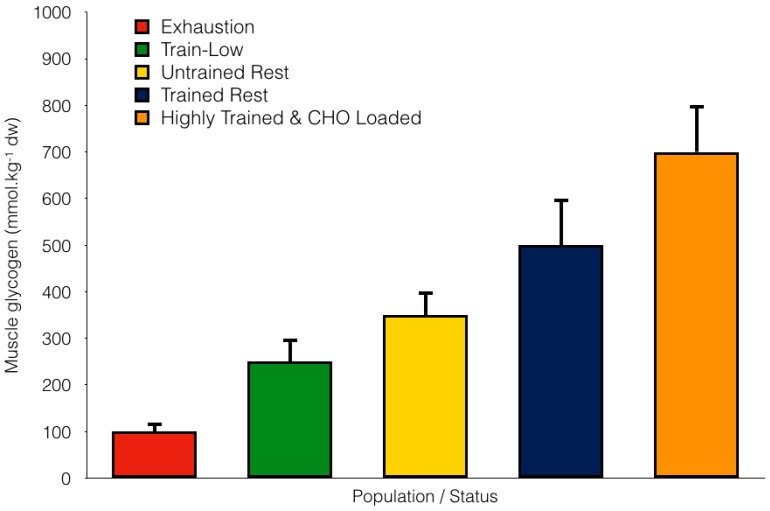 1000
900
800
700
600
500
400
300
200
100
0
Muscle glycogen (mmol.kg⁻¹ dw)
Exhaustion
Train-Low
Untrained Rest
Trained Rest
Highly Trained & CHO Loaded
Population / Status